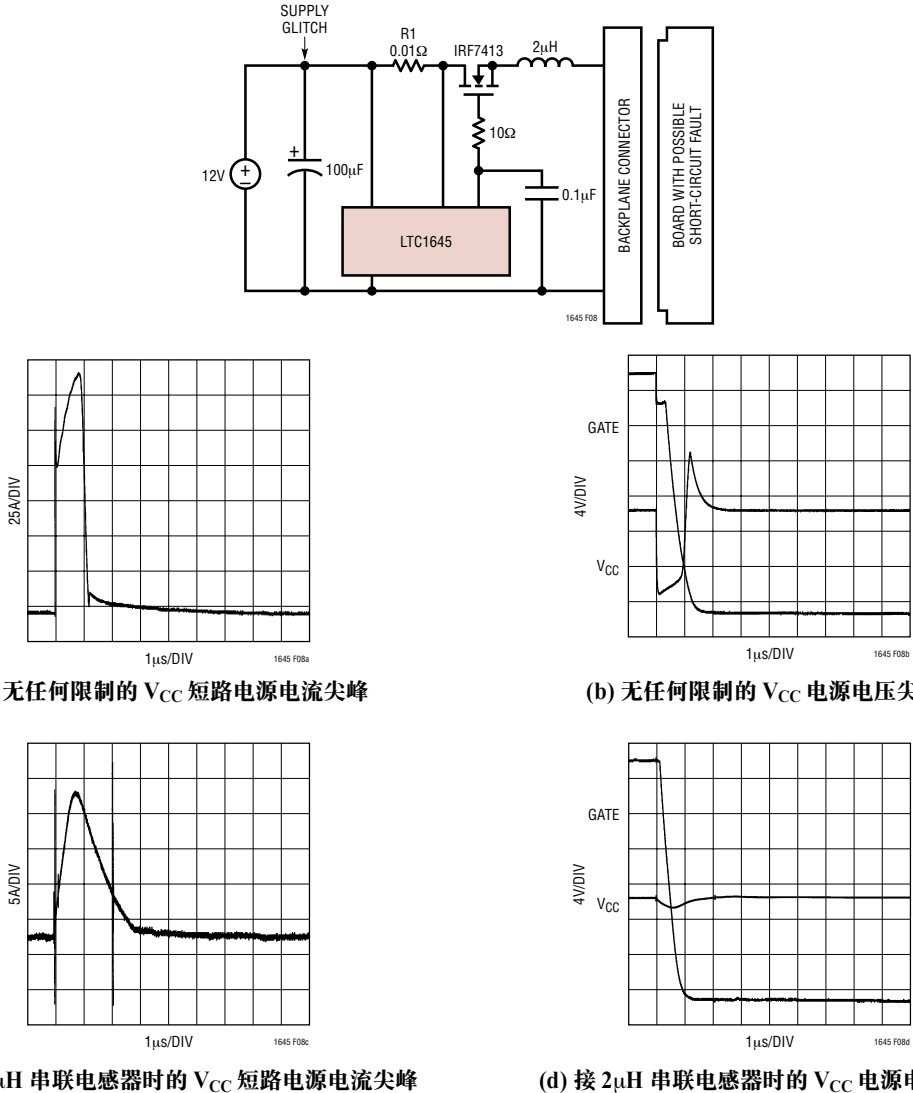 SUPPLY
GLITCH
R1
0.01Ω
IRF7413
2µH
10Ω
12V
+
−
+
100µF
0.1µF
LTC1645
BACKPLANE CONNECTOR
BOARD WITH POSSIBLE
SHORT-CIRCUIT FAULT
1645 F08
25A/DIV
1µs/DIV
1645 F08a
无任何限制的 VCC 短路电源电流尖峰
GATE
4V/DIV
VCC
1µs/DIV
1645 F08b
(b) 无任何限制的 VCC 电源电压尖
5A/DIV
1µs/DIV
1645 F08c
µH 串联电感器时的 VCC 短路电源电流尖峰
GATE
4V/DIV
VCC
1µs/DIV
1645 F08d
(d) 接 2µH 串联电感器时的 VCC 电源电